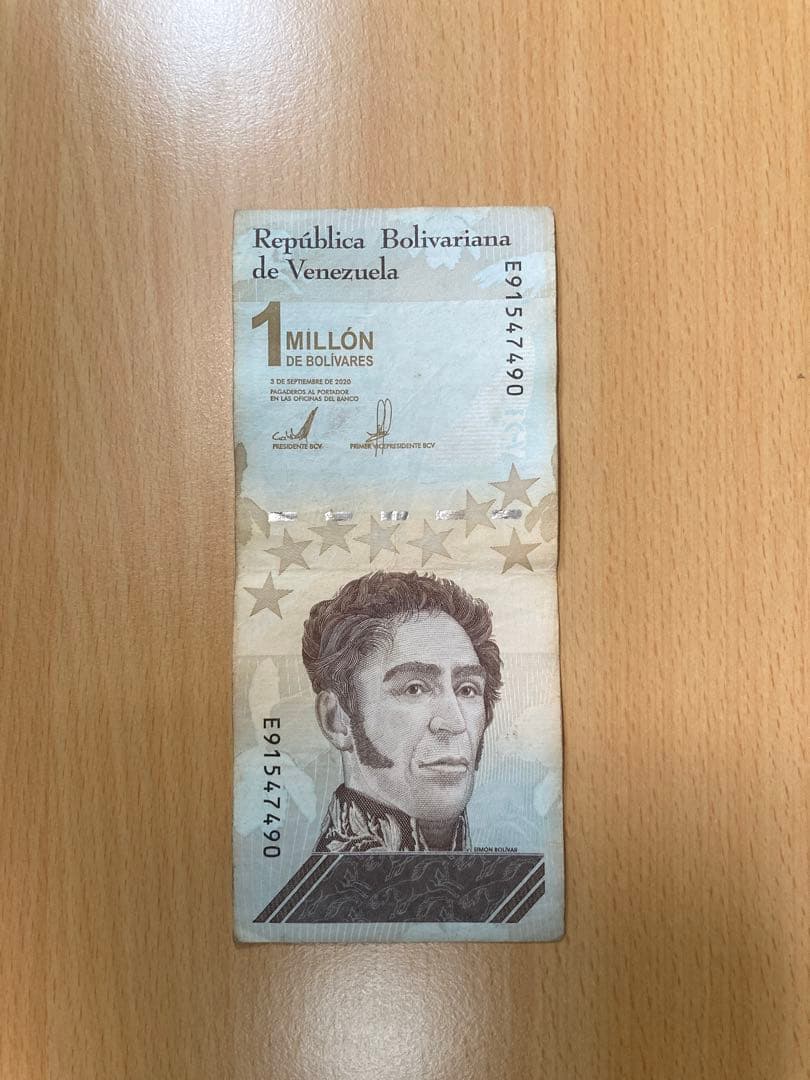 República Bolivariana
de Venezuela
E91547490
1 MILLÓN
DE BOLÍVARES
3 DE SEPTIEMBRE DE 2020
PAGADEROS AL PORTADOR
EN LAS OFICINAS DEL BANCO
PRESIDENTE BCV
PRIMER VICEPRESIDENTE BCV
BCV
E91547490
SIMÓN BOLÍVAR